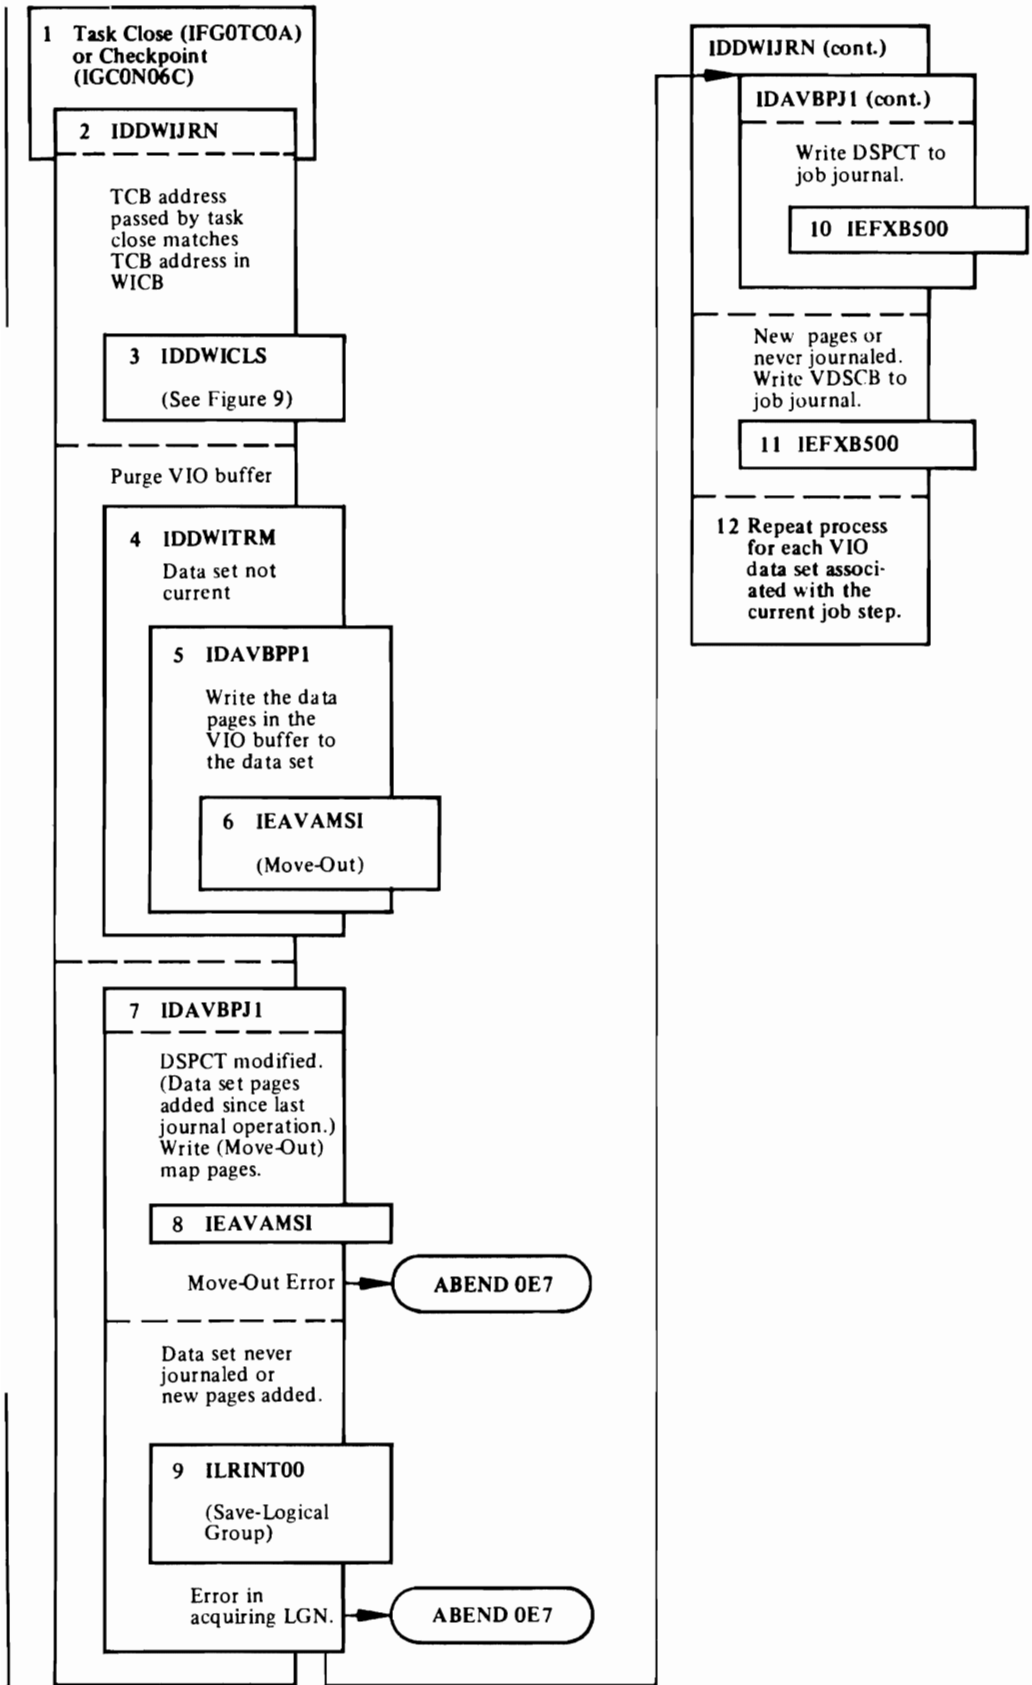 1 Task Close (IFG0TC0A)
or Checkpoint
(IGC0N06C)
2 IDDWIJRN
TCB address
passed by task
close matches
TCB address in
WICB
3 IDDWICLS
(See Figure 9)
Purge VIO buffer
4 IDDWITRM
Data set not
current
5 IDAVBPP1
Write the data
pages in the
VIO buffer to
the data set
6 IEAVAMSI
(Move-Out)
7 IDAVBPJ1
DSPCT modified.
(Data set pages
added since last
journal operation.)
Write (Move-Out)
map pages.
8 IEAVAMSI
Move-Out Error
ABEND 0E7
Data set never
journaled or
new pages added.
9 ILRINT00
(Save-Logical
Group)
Error in
acquiring LGN.
ABEND 0E7
IDDWIJRN (cont.)
IDAVBPJ1 (cont.)
Write DSPCT to
job journal.
10 IEFXB500
New pages or
never journaled.
Write VDSCB to
job journal.
11 IEFXB500
12 Repeat process
for each VIO
data set associ-
ated with the
current job step.